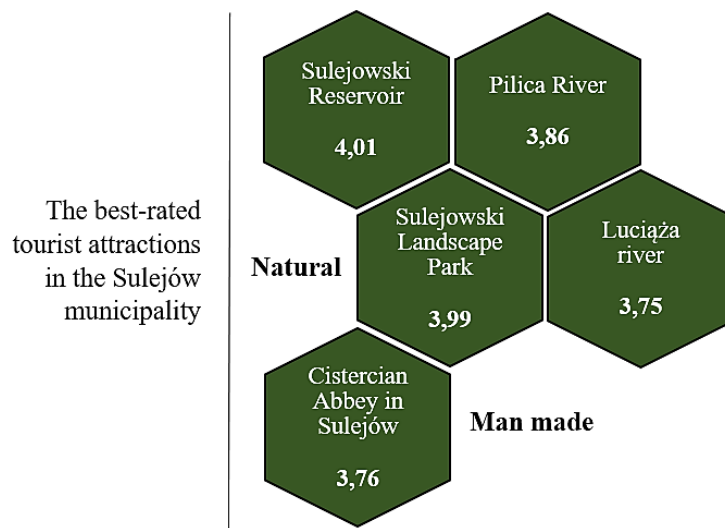 The best-rated
tourist attractions
in the Sulejów
municipality
Sulejowski
Reservoir
4,01
Pilica River
3,86
Natural
Sulejowski
Landscape
Park
3,99
Luciąża
river
3,75
Cistercian
Abbey in
Sulejów
3,76
Man made